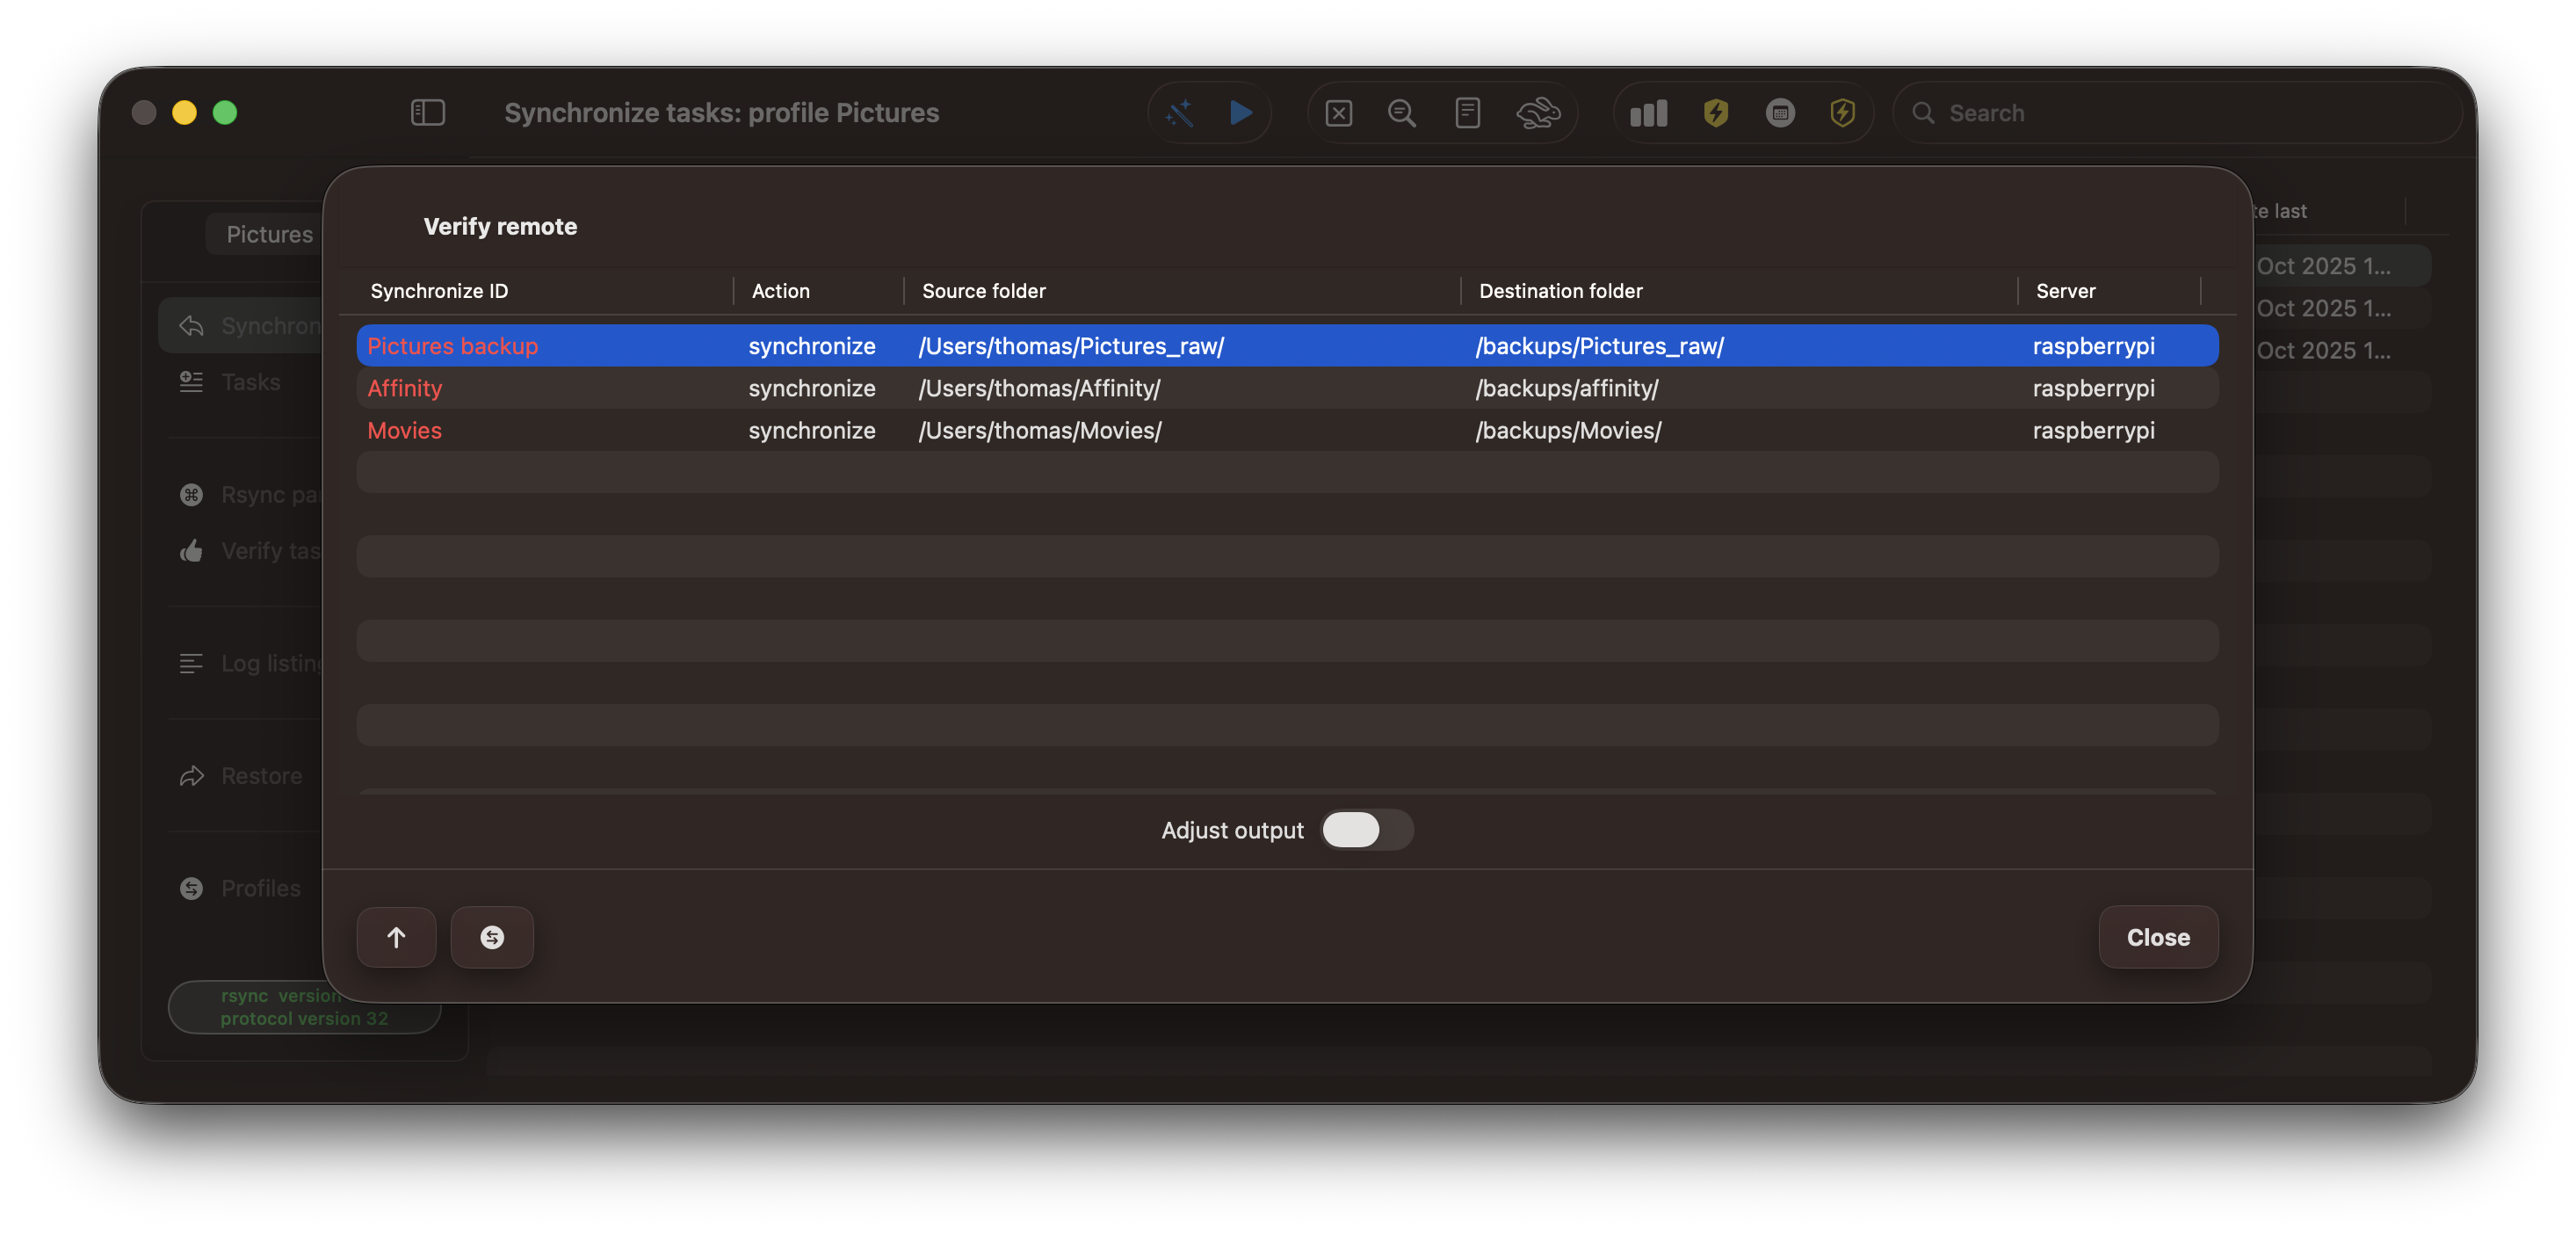 Synchronize tasks: profile Pictures
Search
Pictures
te last
Verify remote
Synchronize ID Action Source folder Destination folder Server
Pictures backup synchronize /Users/thomas/Pictures_raw/ /backups/Pictures_raw/ raspberrypi
Affinity synchronize /Users/thomas/Affinity/ /backups/affinity/ raspberrypi
Movies synchronize /Users/thomas/Movies/ /backups/Movies/ raspberrypi
Oct 2025 1...
Oct 2025 1...
Oct 2025 1...
Synchron
Tasks
Rsync pa
Verify tas
Log listing
Restore
Profiles
Adjust output
Close
rsync version
protocol version 32